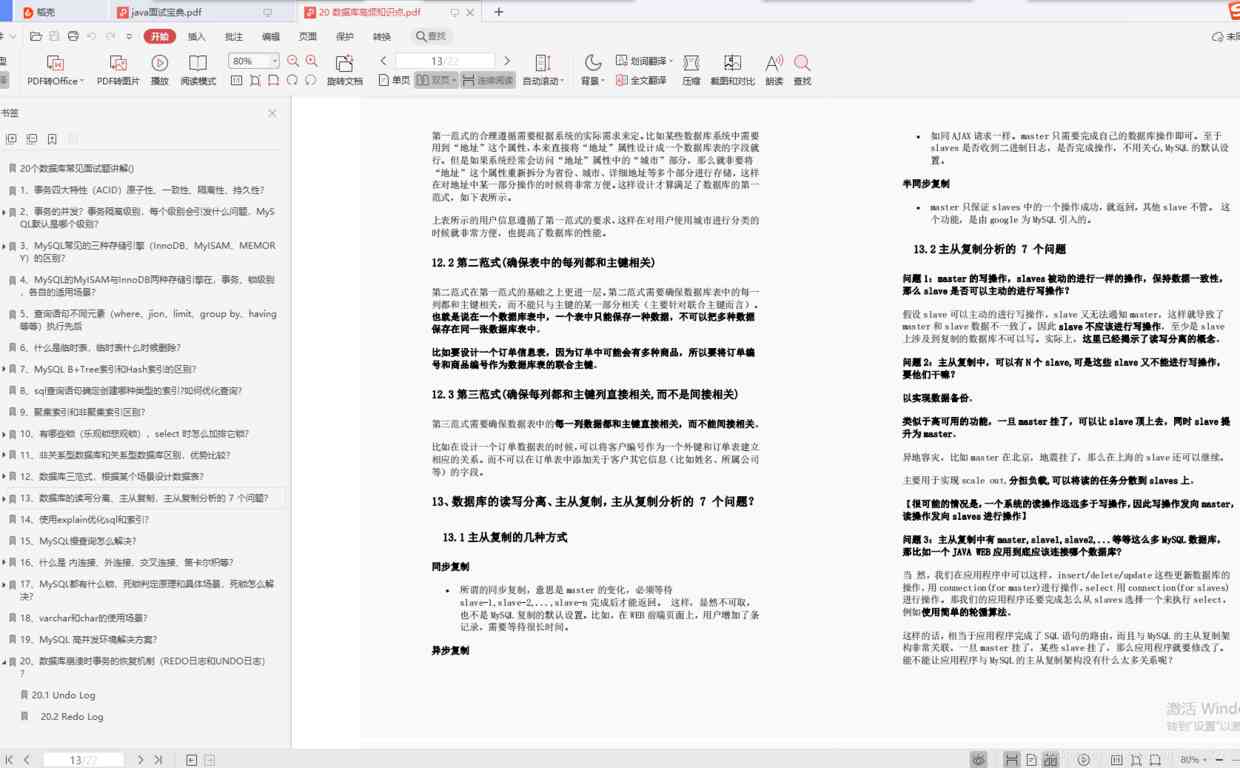 稻壳
java面试宝典.pdf
20 数据库高频知识点.pdf
开始
插入
批注
编辑
页面
保护
转换
查找
PDF转Office
PDF转图片
播放
阅读模式
80%
旋转文档
13/22
单页
双页
连续阅读
自动滚动
背景
划词翻译
全文翻译
压缩
截图和对比
朗读
查找
书签
20个数据库常见面试题讲解()
1、事务四大特性（ACID）原子性、一致性、隔离性、持久性？
2、事务的并发？事务隔离级别，每个级别会引发什么问题，MyS
QL默认是哪个级别？
3、MySQL常见的三种存储引擎（InnoDB、MyISAM、MEMOR
Y）的区别？
4、MySQL的MyISAM与InnoDB两种存储引擎在，事务、锁级别
，各自的适用场景？
5、查询语句不同元素（where、jion、limit、group by、having
等等）执行先后
6、什么是临时表，临时表什么时候删除？
7、MySQL B+Tree索引和Hash索引的区别？
8、sql查询语句确定创建哪种类型的索引?如何优化查询？
9、聚集索引和非聚集索引区别？
10、有哪些锁（乐观锁悲观锁），select 时怎么加排它锁？
11、非关系型数据库和关系型数据库区别，优势比较？
12、数据库三范式，根据某个场景设计数据表？
13、数据库的读写分离、主从复制，主从复制分析的 7 个问题？
14、使用explain优化sql和索引？
15、MySQL慢查询怎么解决？
16、什么是 内连接、外连接、交叉连接、笛卡尔积等？
17、MySQL都有什么锁，死锁判定原理和具体场景，死锁怎么解
决？
18、varchar和char的使用场景？
19、MySQL 高并发环境解决方案？
20、数据库崩溃时事务的恢复机制（REDO日志和UNDO日志）
？
20.1 Undo Log
20.2 Redo Log
第一范式的合理遵循需要根据系统的实际需求来定。比如某些数据库系统中需要
用到“地址”这个属性，本来直接将“地址”属性设计成一个数据库表的字段就
行。但是如果系统经常会访问“地址”属性中的“城市”部分，那么就非要将
“地址”这个属性重新拆分为省份、城市、详细地址等多个部分进行存储，这样
在对地址中某一部分操作的时候将非常方便。这样设计才算满足了数据库的第一
范式，如下表所示。
上表所示的用户信息遵循了第一范式的要求，这样在对用户使用城市进行分类的
时候就非常方便，也提高了数据库的性能。
12.2 第二范式(确保表中的每列都和主键相关)
第二范式在第一范式的基础之上更进一层。第二范式需要确保数据库表中的每一
列都和主键相关，而不能只与主键的某一部分相关（主要针对联合主键而言）。
也就是说在一个数据库表中，一个表中只能保存一种数据，不可以把多种数据
保存在同一张数据库表中。
比如要设计一个订单信息表，因为订单中可能会有多种商品，所以要将订单编
号和商品编号作为数据库表的联合主键。
12.3 第三范式(确保每列都和主键列直接相关,而不是间接相关)
第三范式需要确保数据表中的每一列数据都和主键直接相关，而不能间接相关。
比如在设计一个订单数据表的时候，可以将客户编号作为一个外键和订单表建立
相应的关系。而不可以在订单表中添加关于客户其它信息（比如姓名、所属公司
等）的字段。
13、数据库的读写分离、主从复制，主从复制分析的 7 个问题？
13.1 主从复制的几种方式
同步复制
• 所谓的同步复制，意思是 master 的变化，必须等待
slave-1,slave-2,...,slave-n 完成后才能返回。 这样，显然不可取，
也不是 MySQL 复制的默认设置。比如，在 WEB 前端页面上，用户增加了条
记录，需要等待很长时间。
异步复制
• 如同 AJAX 请求一样。master 只需要完成自己的数据库操作即可。至于
slaves 是否收到二进制日志，是否完成操作，不用关心,MySQL 的默认设
置。
半同步复制
• master 只保证 slaves 中的一个操作成功，就返回，其他 slave 不管。 这
个功能，是由 google 为 MySQL 引入的。
13.2 主从复制分析的 7 个问题
问题 1：master 的写操作，slaves 被动的进行一样的操作，保持数据一致性，
那么 slave 是否可以主动的进行写操作？
假设 slave 可以主动的进行写操作，slave 又无法通知 master，这样就导致了
master 和 slave 数据不一致了。因此 slave 不应该进行写操作，至少是 slave
上涉及到复制的数据库不可以写。实际上，这里已经揭示了读写分离的概念。
问题 2：主从复制中，可以有 N 个 slave,可是这些 slave 又不能进行写操作，
要他们干嘛？
以实现数据备份。
类似于高可用的功能，一旦 master 挂了，可以让 slave 顶上去，同时 slave 提
升为 master。
异地容灾，比如 master 在北京，地震挂了，那么在上海的 slave 还可以继续。
主要用于实现 scale out,分担负载,可以将读的任务分散到 slaves 上。
【很可能的情况是，一个系统的读操作远远多于写操作，因此写操作发向 master，
读操作发向 slaves 进行操作】
问题 3：主从复制中有 master,slave1,slave2,...等等这么多 MySQL 数据库，
那比如一个 JAVA WEB 应用到底应该连接哪个数据库?
当 然，我们在应用程序中可以这样，insert/delete/update 这些更新数据库的
操作，用 connection(for master)进行操作，select 用 connection(for slaves)
进行操作。那我们的应用程序还要完成怎么从 slaves 选择一个来执行 select，
例如使用简单的轮循算法。
这样的话，相当于应用程序完成了 SQL 语句的路由，而且与 MySQL 的主从复制架
构非常关联，一旦 master 挂了，某些 slave 挂了，那么应用程序就要修改了。
能不能让应用程序与 MySQL 的主从复制架构没有什么太多关系呢？
激活 Windo
转到"设置"以激
13/22
80%